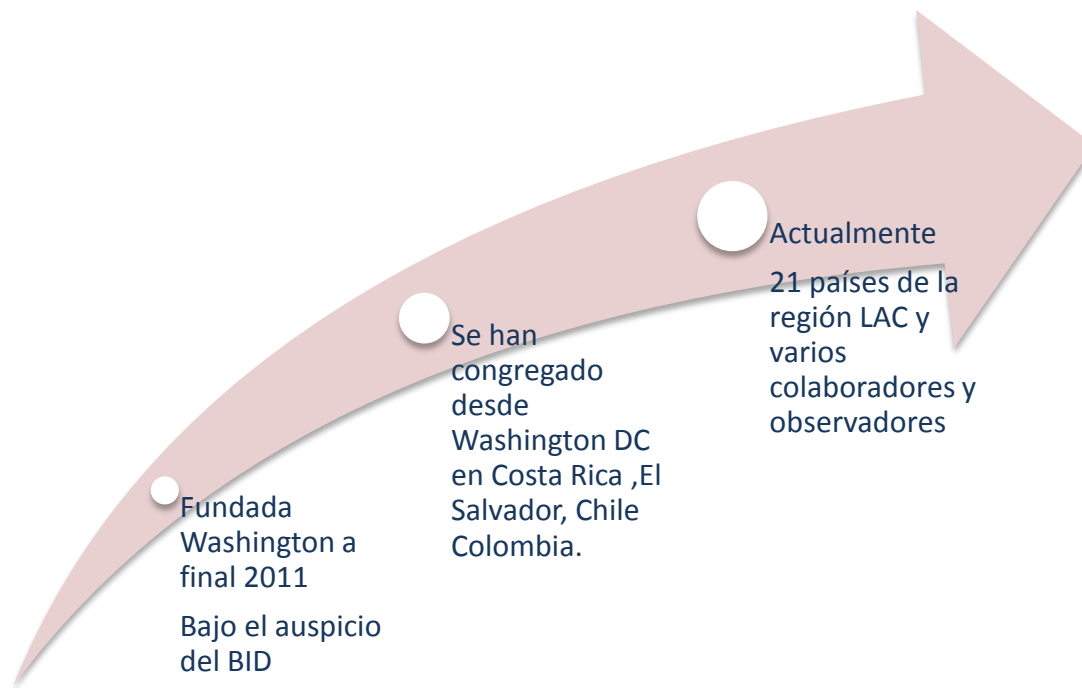 Fundada
Washington a
final 2011
Bajo el auspicio
del BID
Se han
congregado
desde
Washington DC
en Costa Rica ,El
Salvador, Chile
Colombia.
Actualmente
21 países de la
región LAC y
varios
colaboradores y
observadores